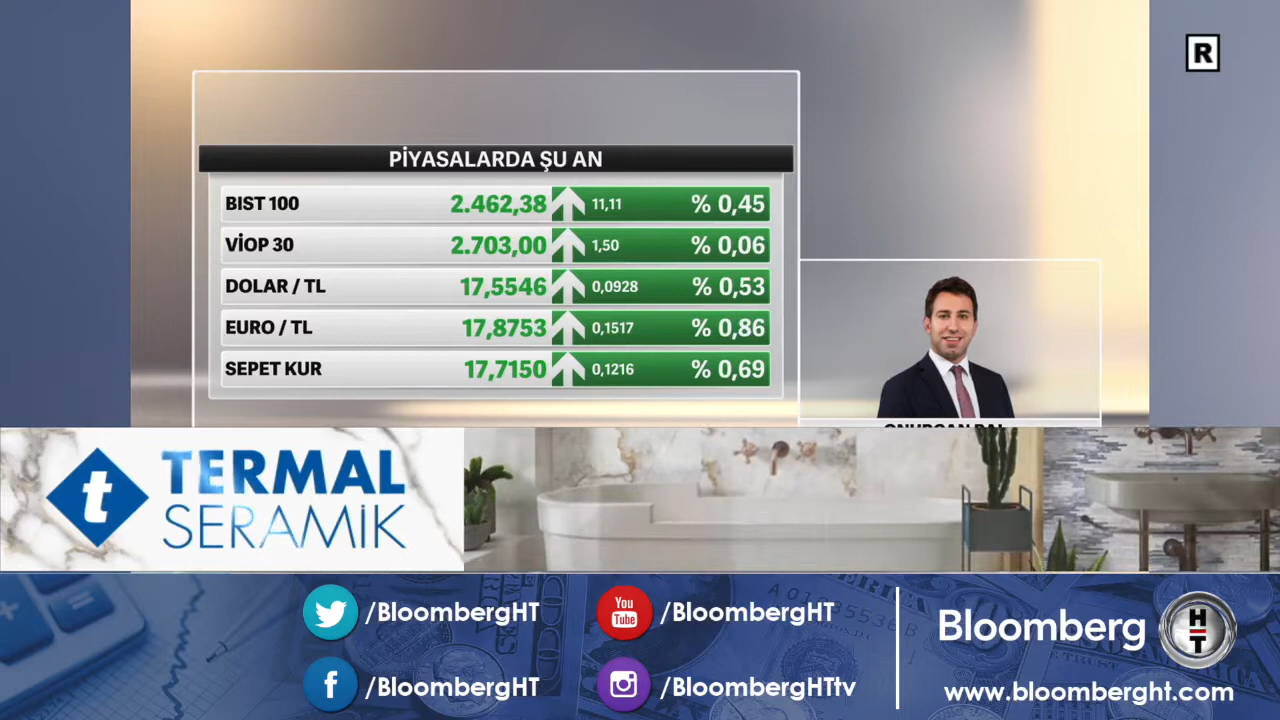 R
PİYASALARDA ŞU AN
BIST 100 2.462,38 11,11 % 0,45
VİOP 30 2.703,00 1,50 % 0,06
DOLAR / TL 17,5546 0,0928 % 0,53
EURO / TL 17,8753 0,1517 % 0,86
SEPET KUR 17,7150 0,1216 % 0,69
t TERMAL
SERAMİK
/BloombergHT You Tube /BloombergHT
f /BloombergHT /BloombergHTtv
Bloomberg HT
www.bloomberght.com